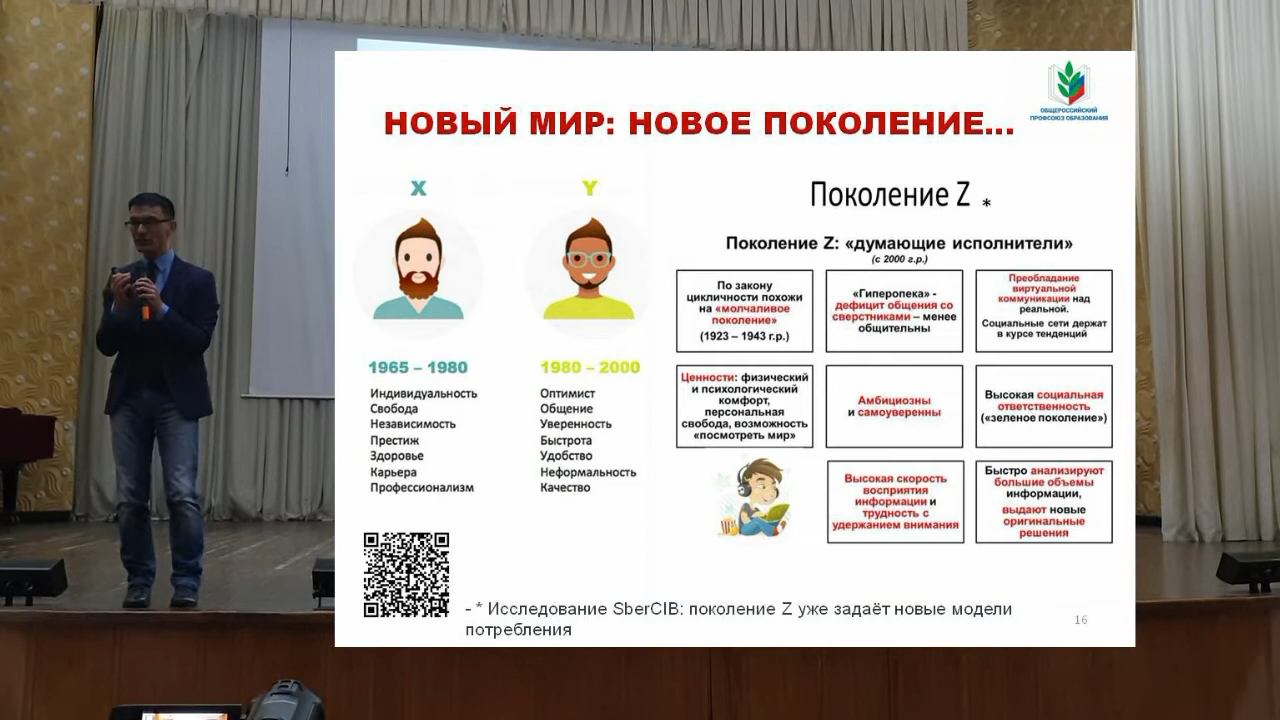 ОБЩЕРОССИЙСКИЙ
ПРОФСОЮЗ ОБРАЗОВАНИЯ
НОВЫЙ МИР: НОВОЕ ПОКОЛЕНИЕ...
X
1965 – 1980
Индивидуальность
Свобода
Независимость
Престиж
Здоровье
Карьера
Профессионализм
Y
1980 – 2000
Оптимист
Общение
Уверенность
Быстрота
Удобство
Неформальность
Качество
Поколение Z *
Поколение Z: «думающие исполнители»
(с 2000 г.р.)
По закону
цикличности похожи
на «молчаливое
поколение»
(1923 – 1943 г.р.)
«Гиперопека» -
дефицит общения со
сверстниками – менее
общительны
Преобладание
виртуальной
коммуникации над
реальной.
Социальные сети держат
в курсе тенденций
Ценности: физический
и психологический
комфорт,
персональная
свобода, возможность
«посмотреть мир»
Амбициозны
и самоуверенны
Высокая социальная
ответственность
(«зеленое поколение»)
Высокая скорость
восприятия
информации и
трудность с
удержанием внимания
Быстро анализируют
большие объемы
информации,
выдают новые
оригинальные
решения
- * Исследование SberCIB: поколение Z уже задаёт новые модели
потребления
16